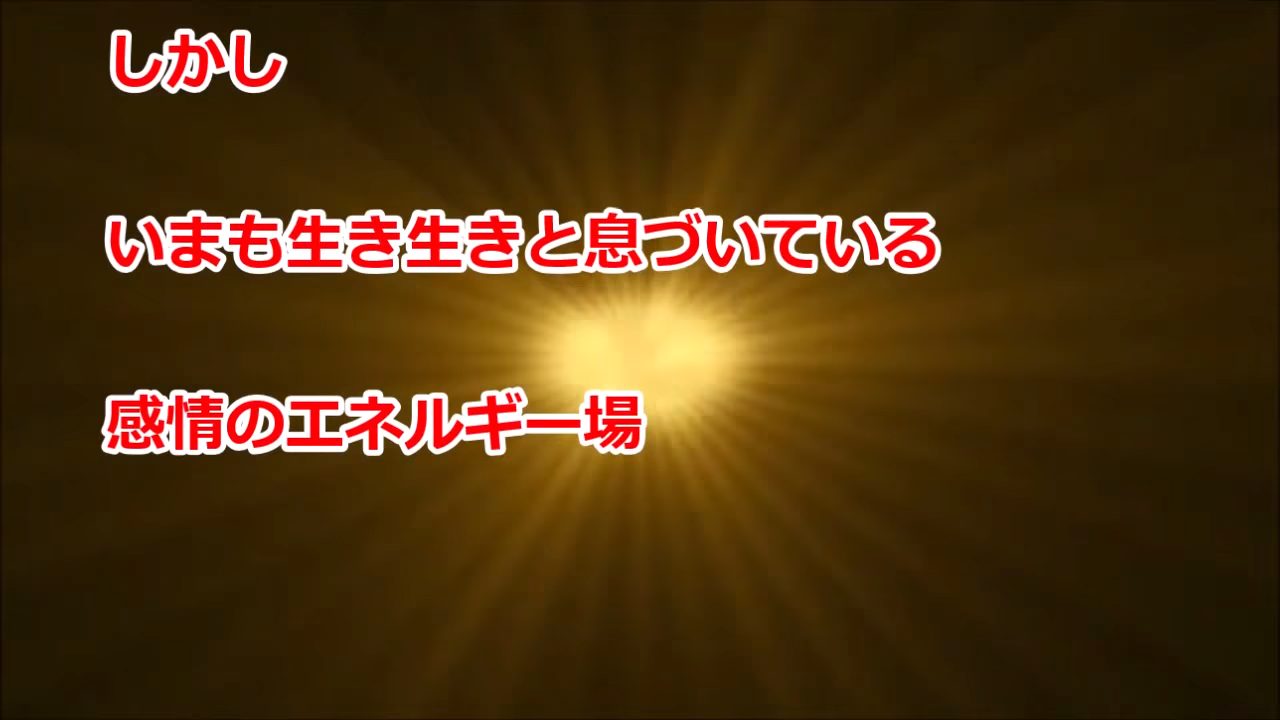 しかし
いまも生き生きと息づいている
感情のエネルギー場